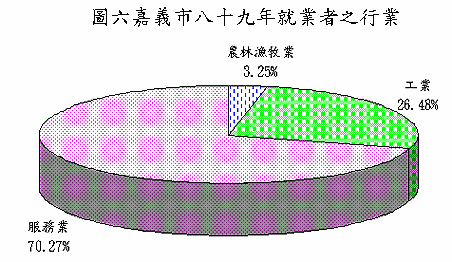 圖六嘉義市八十九年就業者之行業
農林漁牧業
3.25%
工業
26.48%
服務業
70.27%